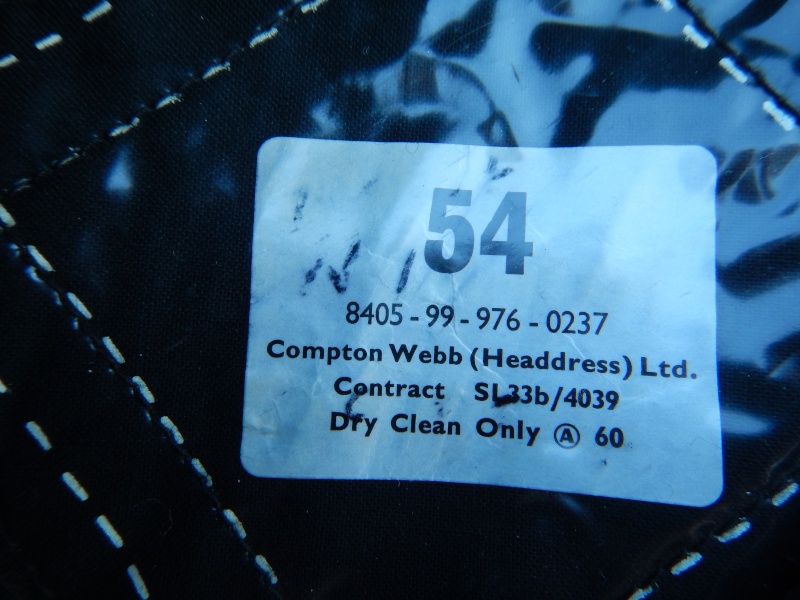 54
8405 - 99 - 976 - 0237
Compton Webb (Headdress) Ltd.
Contract SL33b/4039
Dry Clean Only Ⓐ 60